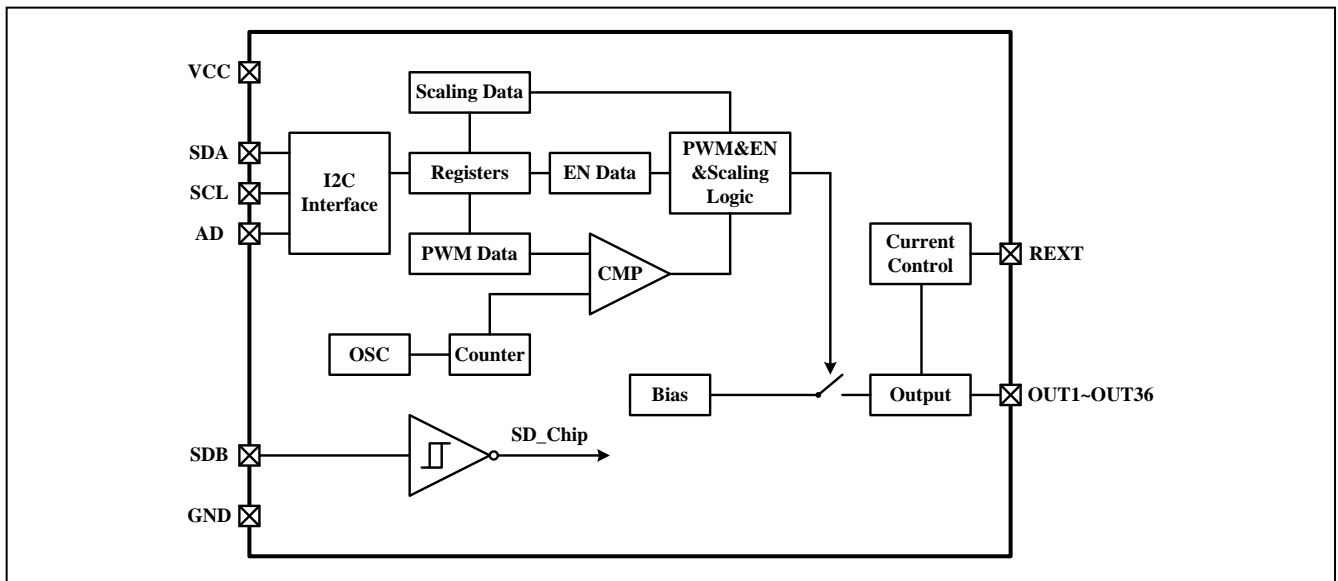 VCC
Scaling Data
SDA
SCL
AD
I2C
Interface
Registers
EN Data
PWM&EN
&Scaling
Logic
PWM Data
CMP
Current
Control
REXT
OSC
Counter
Bias
Output
OUT1~OUT36
SDB
SD_Chip
GND